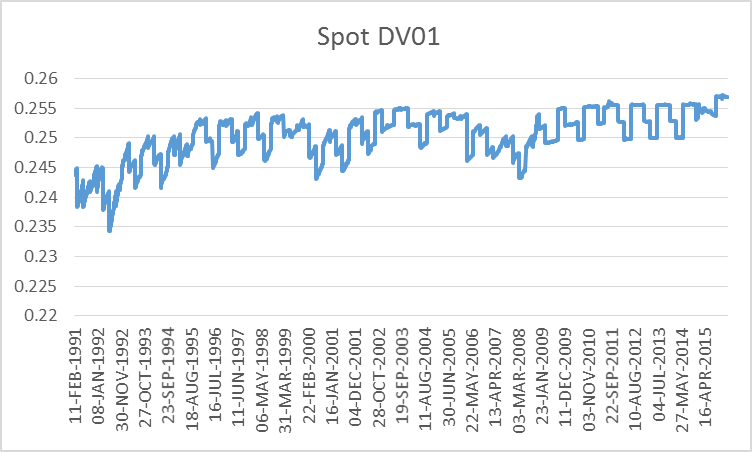 Spot DV01
0.26
0.255
0.25
0.245
0.24
0.235
0.23
0.225
0.22
11-FEB-1991
08-JAN-1992
30-NOV-1992
27-OCT-1993
23-SEP-1994
18-AUG-1995
16-JUL-1996
11-JUN-1997
06-MAY-1998
31-MAR-1999
22-FEB-2000
16-JAN-2001
04-DEC-2001
28-OCT-2002
19-SEP-2003
11-AUG-2004
30-JUN-2005
22-MAY-2006
17-APR-2007
03-MAR-2008
23-JAN-2009
11-DEC-2009
03-NOV-2010
22-SEP-2011
10-AUG-2012
04-JUL-2013
27-MAY-2014
16-APR-2015